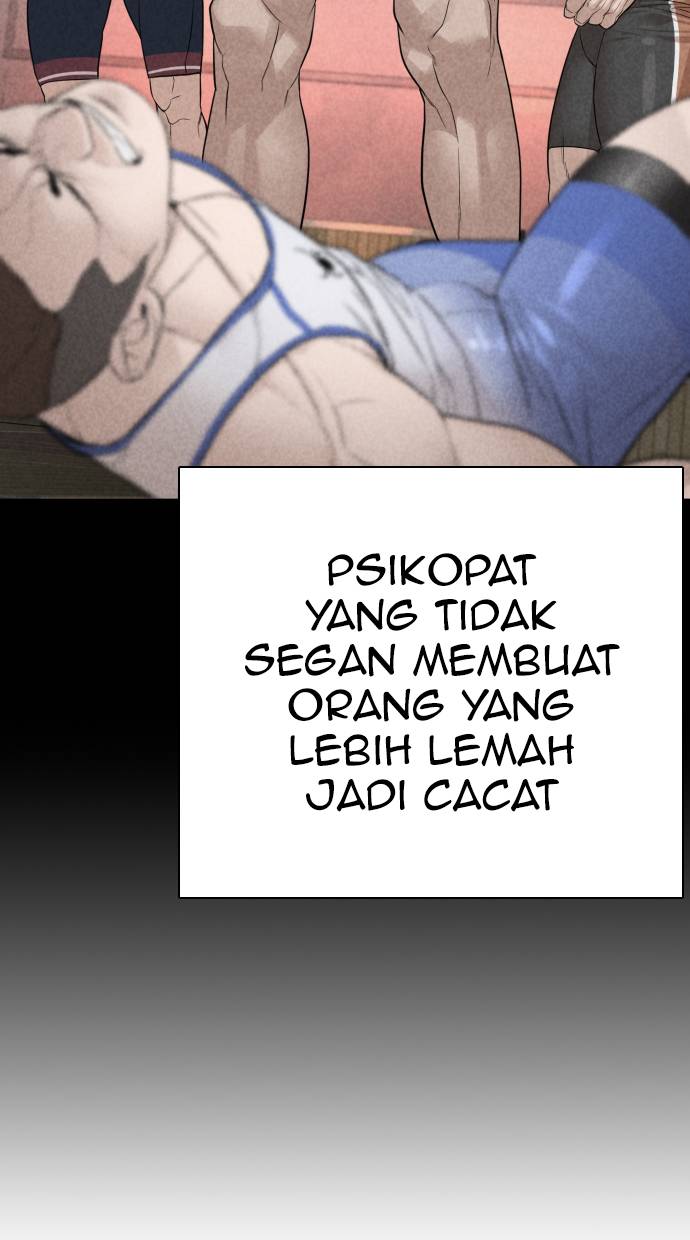 PSIKOPAT
YANG TIDAK
SEGAN MEMBUAT
ORANG YANG
LEBIH LEMAH
JADI CACAT